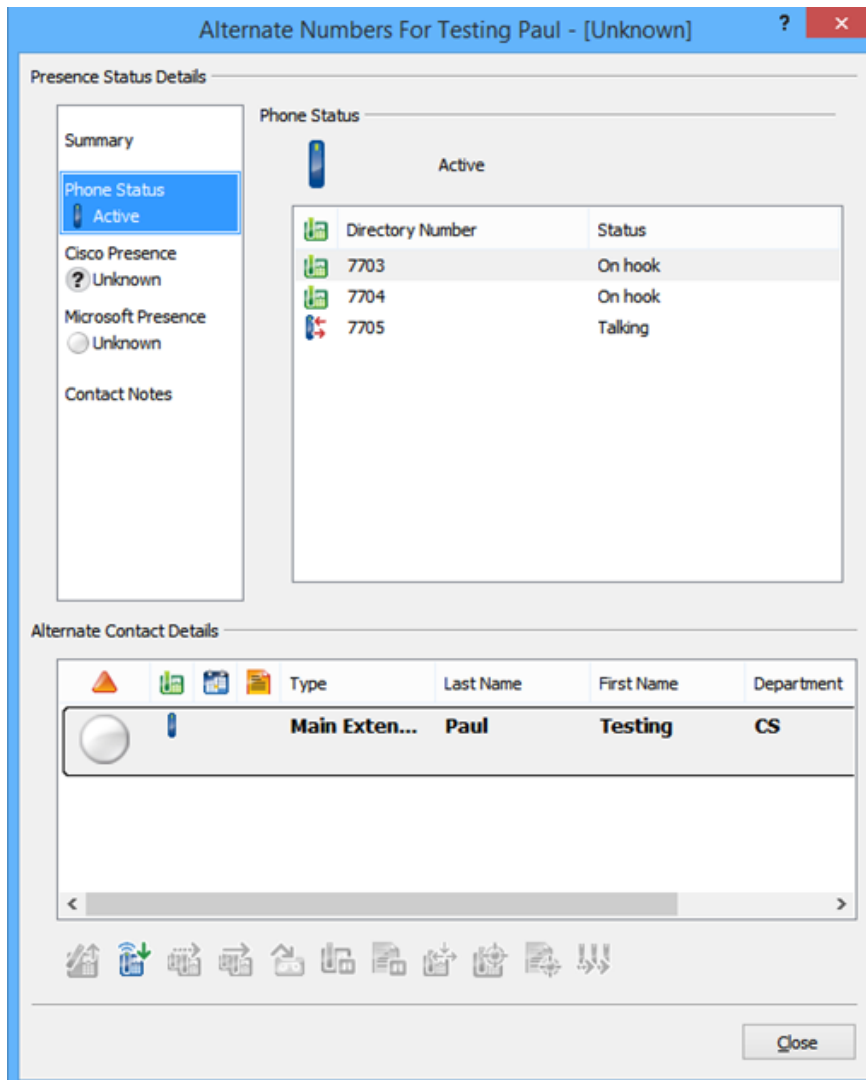 Alternate Numbers For Testing Paul - [Unknown]
?
×
Presence Status Details
Summary
Phone Status
Active
Cisco Presence
? Unknown
Microsoft Presence
Unknown
Contact Notes
Phone Status
Active
Directory Number Status
7703 On hook
7704 On hook
7705 Talking
Alternate Contact Details
Type Last Name First Name Department
Main Exten... Paul Testing CS
Close